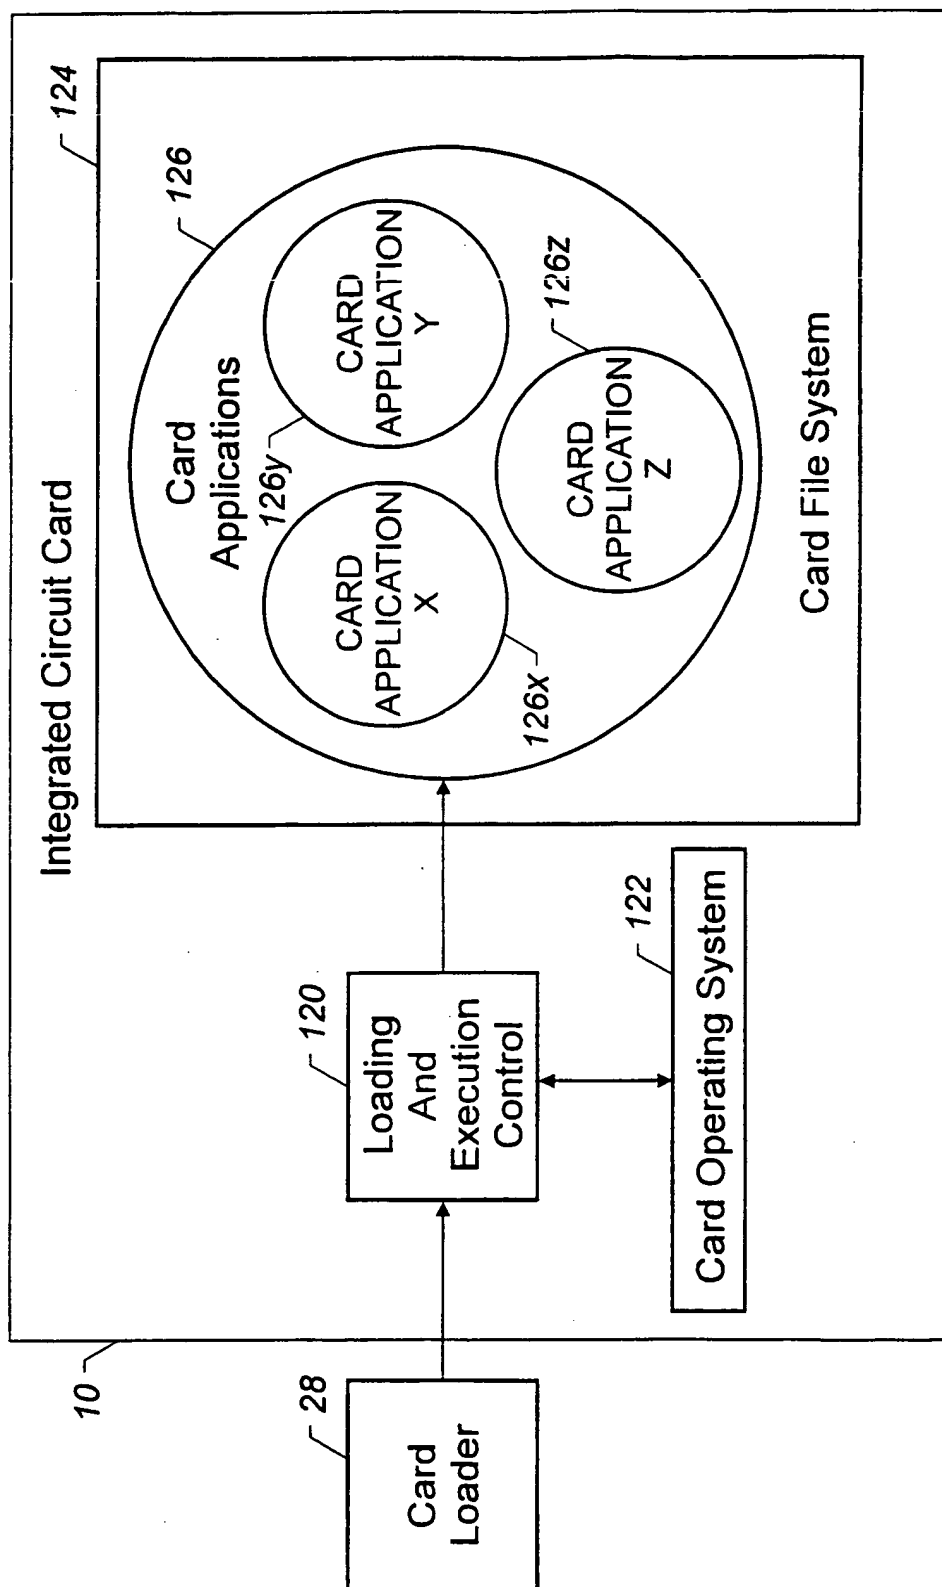 Integrated Circuit Card
10
124
126
Card
Applications
CARD
APPLICATION
X
126x
CARD
APPLICATION
Y
126y
CARD
APPLICATION
Z
126z
Card File System
Card
Loader
28
Loading
And
Execution
Control
120
Card Operating System
122